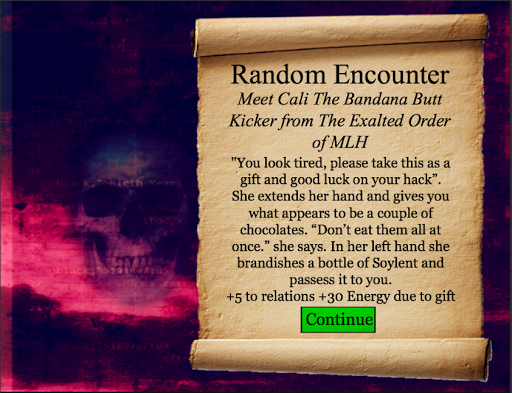 Random Encounter
Meet Cali The Bandana Butt
Kicker from The Exalted Order
of MLH
"You look tired, please take this as a
gift and good luck on your hack”.
She extends her hand and gives you
what appears to be a couple of
chocolates. “Don’t eat them all at
once.” she says. In her left hand she
brandishes a bottle of Soylent and
passess it to you.
+5 to relations +30 Energy due to gift
Continue